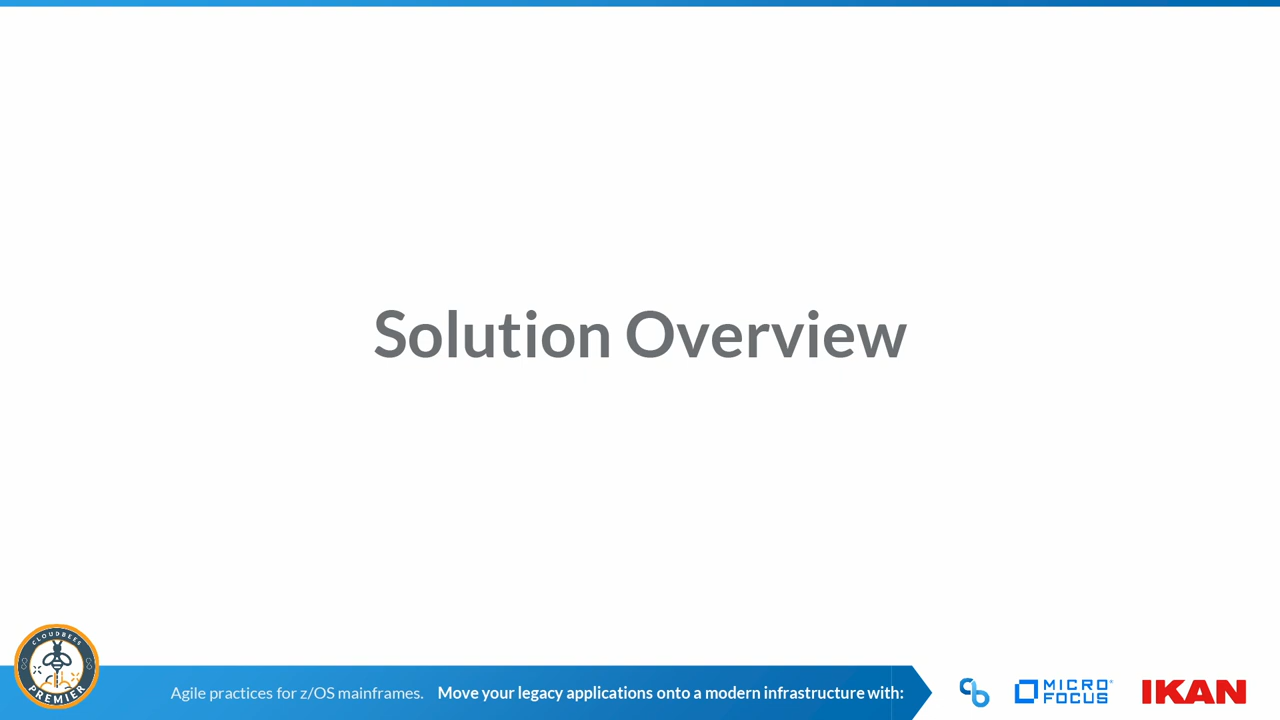 Solution Overview
CLOUDBEES
PREMIER
Agile practices for z/OS mainframes. Move your legacy applications onto a modern infrastructure with:
MICRO
FOCUS
IKAN